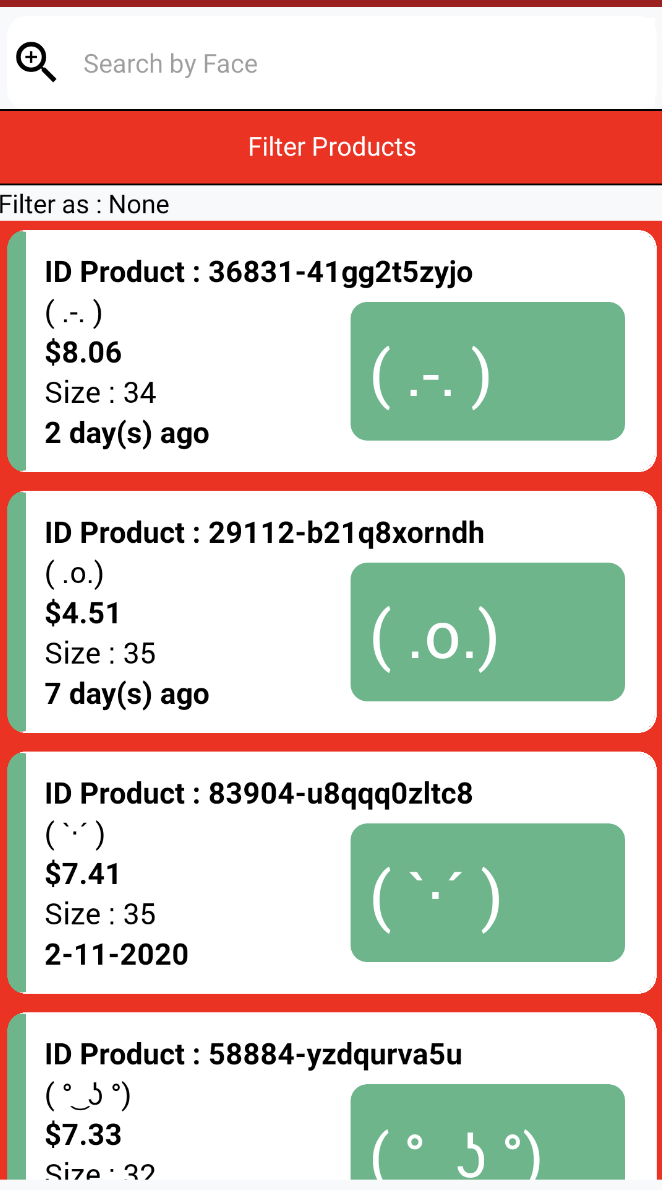 Search by Face
Filter Products
Filter as : None
ID Product : 36831-41gg2t5zyjo
( .-. )
$8.06
Size : 34
2 day(s) ago
( .-. )
ID Product : 29112-b21q8xorndh
( .o.)
$4.51
Size : 35
7 day(s) ago
( .o.)
ID Product : 83904-u8qqq0zltc8
( `·´ )
$7.41
Size : 35
2-11-2020
( `·´ )
ID Product : 58884-yzdqurva5u
( ° ͜ ʖ °)
$7.33
Size : 32
( ° ͜ ʖ °)